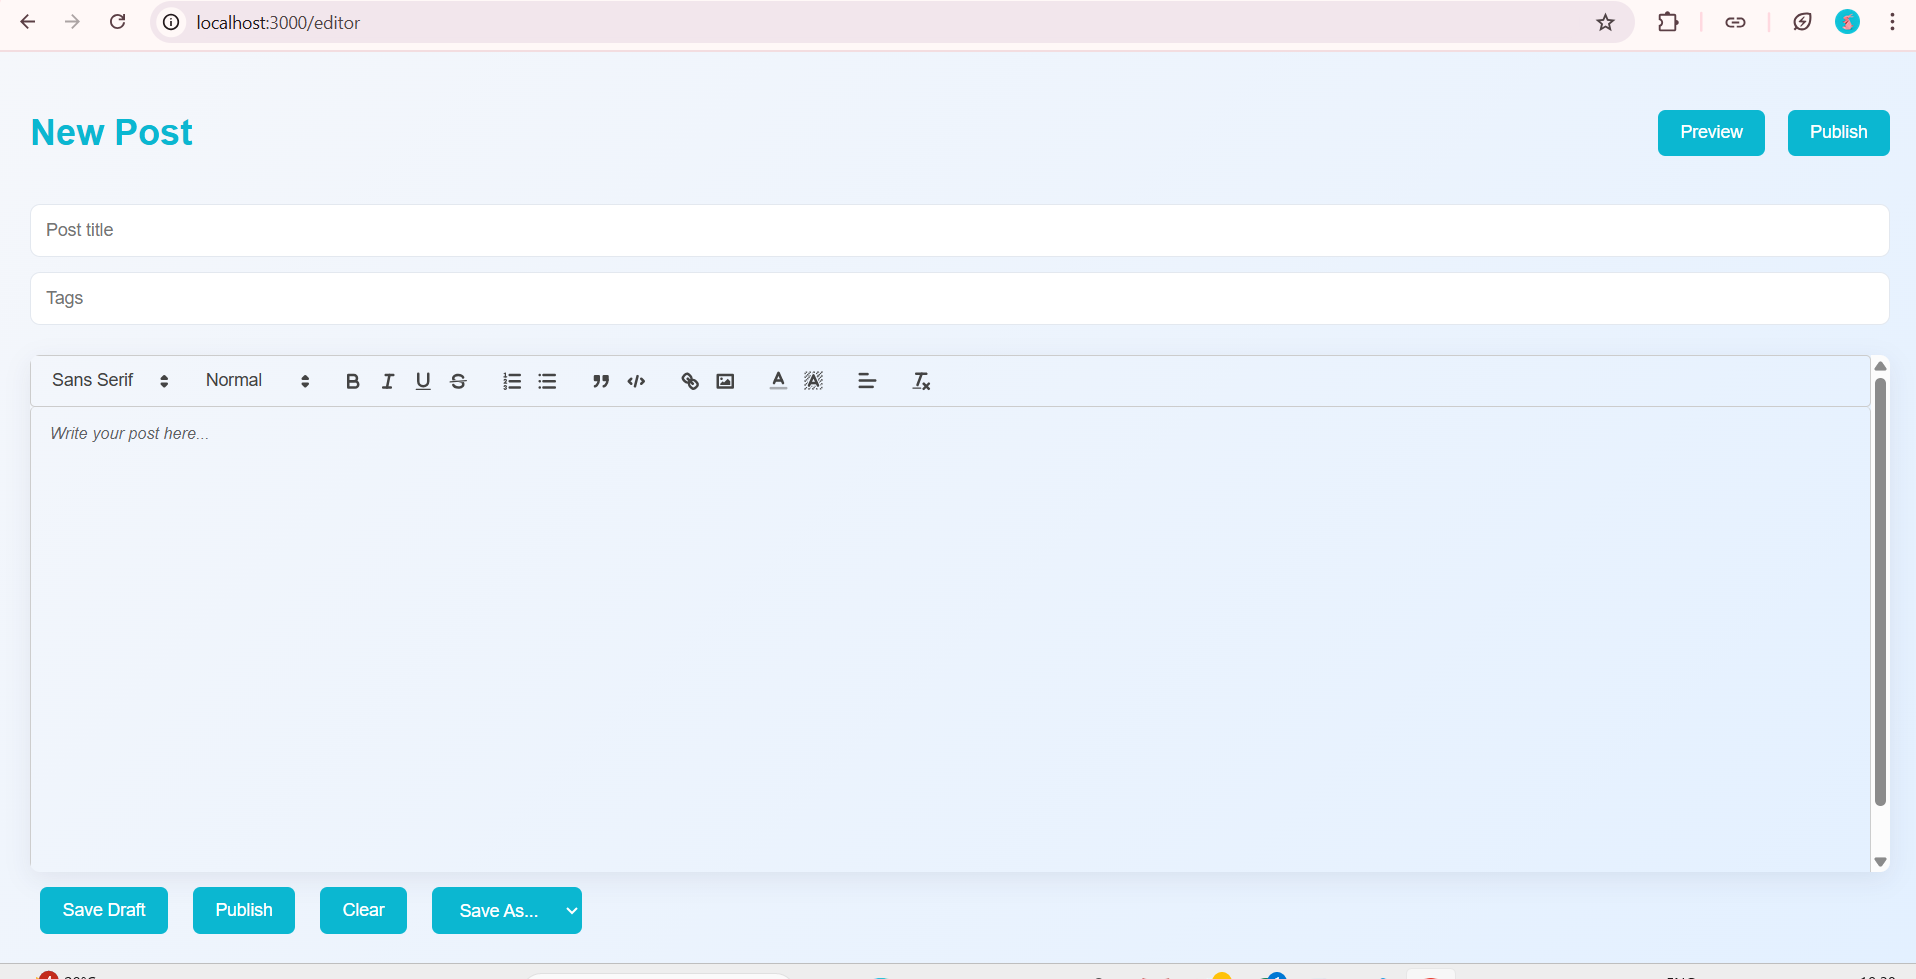 localhost:3000/editor
New Post
Preview
Publish
Post title
Tags
Sans Serif
Normal
Write your post here...
Save Draft
Publish
Clear
Save As...